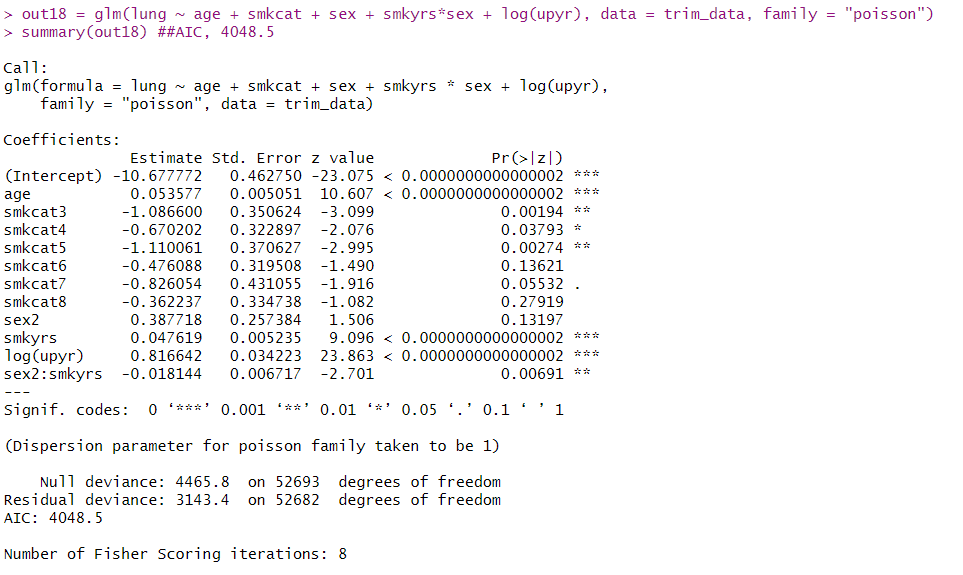 > out18 = glm(lung ~ age + smkcat + sex + smkyrs*sex + log(upyr), data = trim_data, family = "poisson")
> summary(out18) ##AIC, 4048.5
Call:
glm(formula = lung ~ age + smkcat + sex + smkyrs * sex + log(upyr),
    family = "poisson", data = trim_data)
Coefficients:
              Estimate Std. Error z value             Pr(>|z|)
(Intercept) -10.677772   0.462750 -23.075 < 0.0000000000000002 ***
age           0.053577   0.005051  10.607 < 0.0000000000000002 ***
smkcat3      -1.086600   0.350624  -3.099              0.00194 **
smkcat4      -0.670202   0.322897  -2.076              0.03793 *
smkcat5      -1.110061   0.370627  -2.995              0.00274 **
smkcat6      -0.476088   0.319508  -1.490              0.13621
smkcat7      -0.826054   0.431055  -1.916              0.05532 .
smkcat8      -0.362237   0.334738  -1.082              0.27919
sex2          0.387718   0.257384   1.506              0.13197
smkyrs        0.047619   0.005235   9.096 < 0.0000000000000002 ***
log(upyr)     0.816642   0.034223  23.863 < 0.0000000000000002 ***
sex2:smkyrs  -0.018144   0.006717  -2.701              0.00691 **
---
Signif. codes:  0 ‘***’ 0.001 ‘**’ 0.01 ‘*’ 0.05 ‘.’ 0.1 ‘ ’ 1
(Dispersion parameter for poisson family taken to be 1)
    Null deviance: 4465.8  on 52693  degrees of freedom
Residual deviance: 3143.4  on 52682  degrees of freedom
AIC: 4048.5
Number of Fisher Scoring iterations: 8